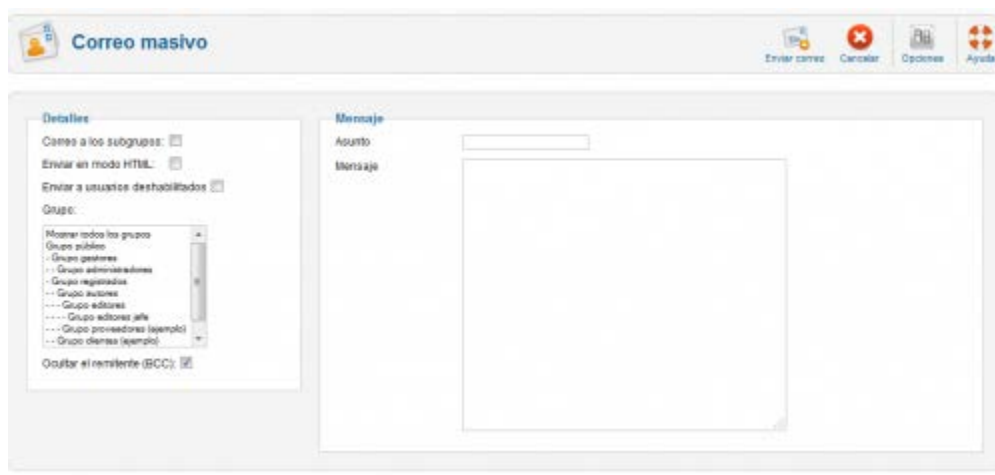 Correo masivo
Enviar correo
Cancelar
Opciones
Ayuda
Detalles
Correo a los subgrupos:
Enviar en modo HTML:
Enviar a usuarios deshabilitados
Grupo:
Mostrar todos los grupos
Grupo público
- Grupo gestores
- - Grupo administradores
- Grupo registrados
- - Grupo autores
- - - Grupo editores
- - - - Grupo editores jefe
- - - Grupo proveedores (ejemplo)
- - Grupo clientes (ejemplo)
Ocultar el remitente (BCC):
Mensaje
Asunto
Mensaje